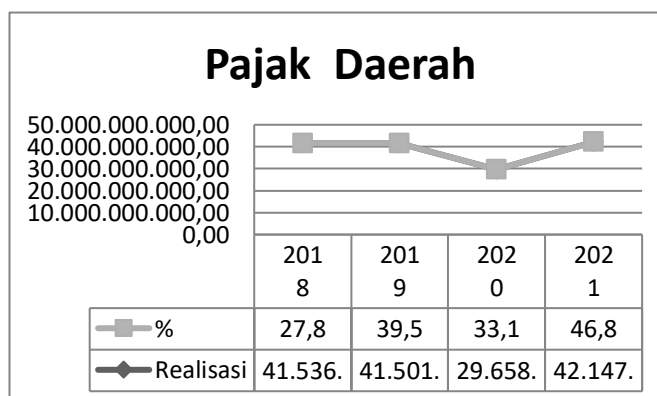 Pajak Daerah
50.000.000.000,00
40.000.000.000,00
30.000.000.000,00
20.000.000.000,00
10.000.000.000,00
0,00
201 201 202 202
8 9 0 1
% 27,8 39,5 33,1 46,8
Realisasi 41.536. 41.501. 29.658. 42.147.